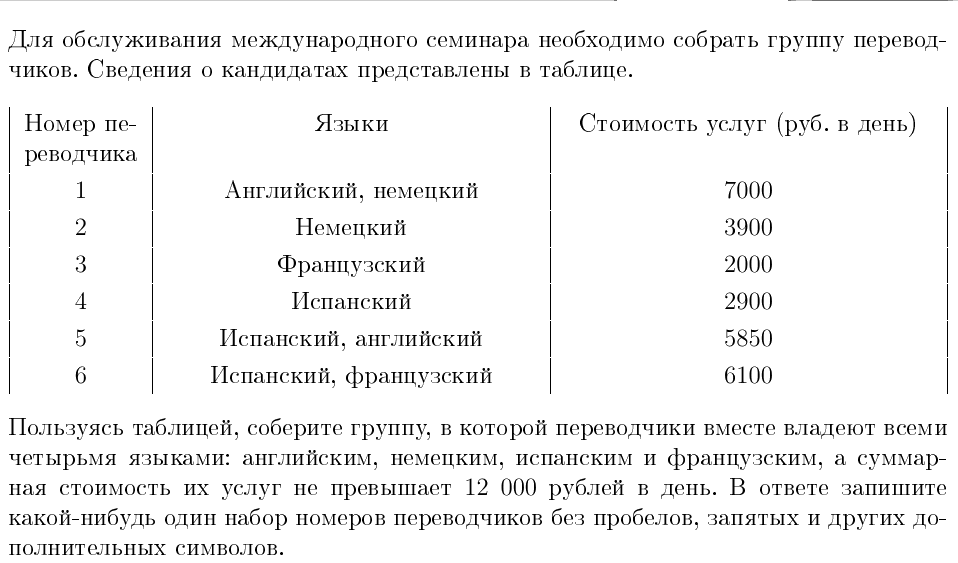 Для обслуживания международного семинара необходимо собрать группу перевод-
чиков. Сведения о кандидатах представлены в таблице.
Номер пе- Языки Стоимость услуг (руб. в день)
реводчика
1 Английский, немецкий 7000
2 Немецкий 3900
3 Французский 2000
4 Испанский 2900
5 Испанский, английский 5850
6 Испанский, французский 6100
Пользуясь таблицей, соберите группу, в которой переводчики вместе владеют всеми
четырьмя языками: английским, немецким, испанским и французским, а суммар-
ная стоимость их услуг не превышает 12 000 рублей в день. В ответе запишите
какой-нибудь один набор номеров переводчиков без пробелов, запятых и других до-
полнительных символов.